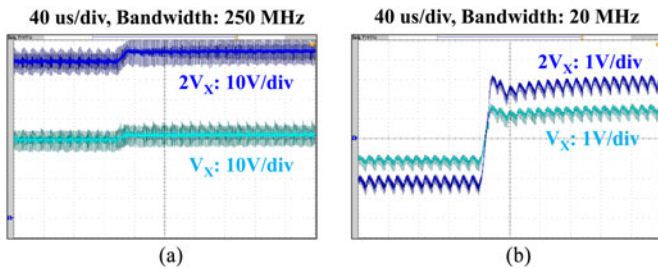 40 us/div, Bandwidth: 250 MHz
40 us/div, Bandwidth: 20 MHz
2VX: 10V/div
VX: 10V/div
2VX: 1V/div
VX: 1V/div
(a)
(b)